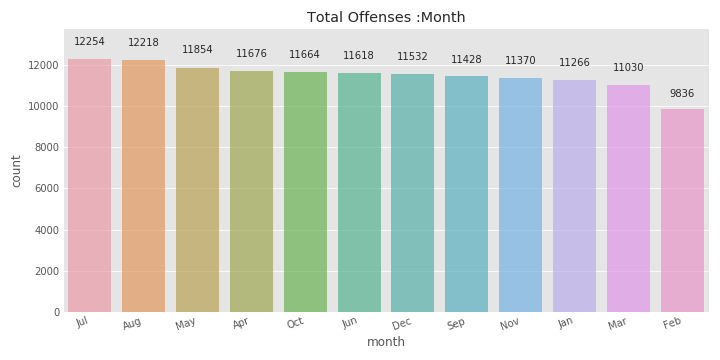 Total Offenses :Month
12254
12218
11854
11676
11664
11618
11532
11428
11370
11266
11030
9836
12000
10000
8000
6000
4000
2000
0
count
Jul
Aug
May
Apr
Oct
Jun
Dec
Sep
Nov
Jan
Mar
Feb
month